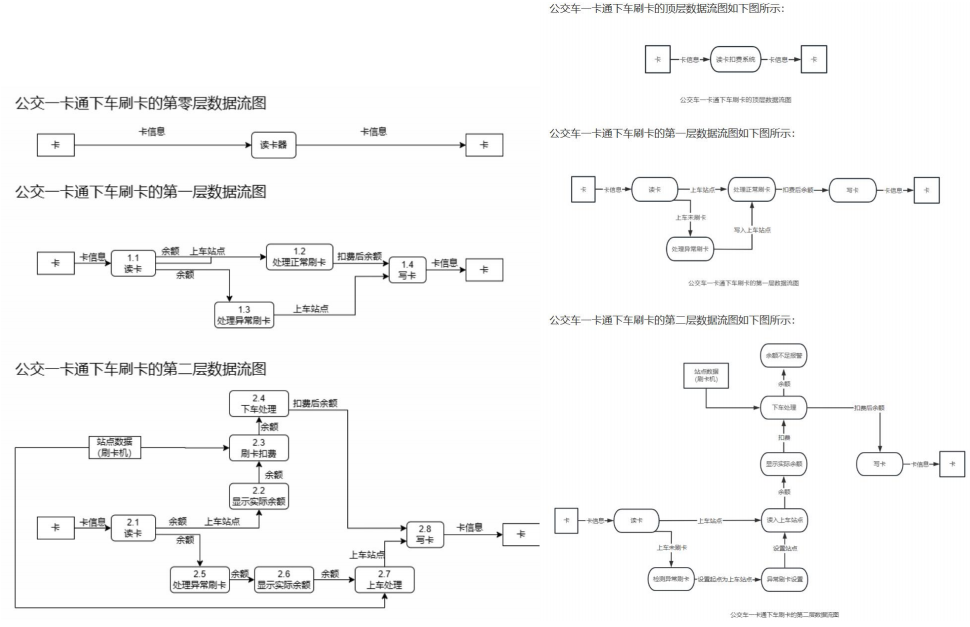 公交一卡通下车刷卡的第零层数据流图
卡
卡信息
读卡器
卡信息
卡
公交一卡通下车刷卡的第一层数据流图
卡
卡信息
1.1
读卡
余额
上车站点
余额
1.2
处理正常刷卡
扣费后余额
1.4
写卡
卡信息
卡
1.3
处理异常刷卡
上车站点
公交一卡通下车刷卡的第二层数据流图
2.4
下车处理
扣费后余额
余额
站点数据
(刷卡机)
2.3
刷卡扣费
余额
2.2
显示实际余额
卡
卡信息
2.1
读卡
余额
上车站点
余额
余额
2.8
写卡
卡信息
卡
上车站点
2.5
处理异常刷卡
余额
2.6
显示实际余额
余额
2.7
上车处理
公交车一卡通下车刷卡的顶层数据流图如下图所示：
卡
卡信息
读卡扣费系统
卡信息
卡
公交车一卡通下车刷卡的顶层数据流图
公交车一卡通下车刷卡的第一层数据流图如下图所示：
卡
卡信息
读卡
上车站点
处理正常刷卡
扣费后余额
写卡
卡信息
卡
上车未刷卡
写入上车站点
处理异常刷卡
公交车一卡通下车刷卡的第一层数据流图
公交车一卡通下车刷卡的第二层数据流图如下图所示：
余额不足报警
站点数据
(刷卡机)
余额
下车处理
扣费后余额
扣费
显示实际余额
写卡
卡信息
卡
余额
卡
卡信息
读卡
上车站点
读入上车站点
上车未刷卡
设置站点
检测异常刷卡
设置起点为上车站点
异常刷卡设置
公交车一卡通下车刷卡的第二层数据流图